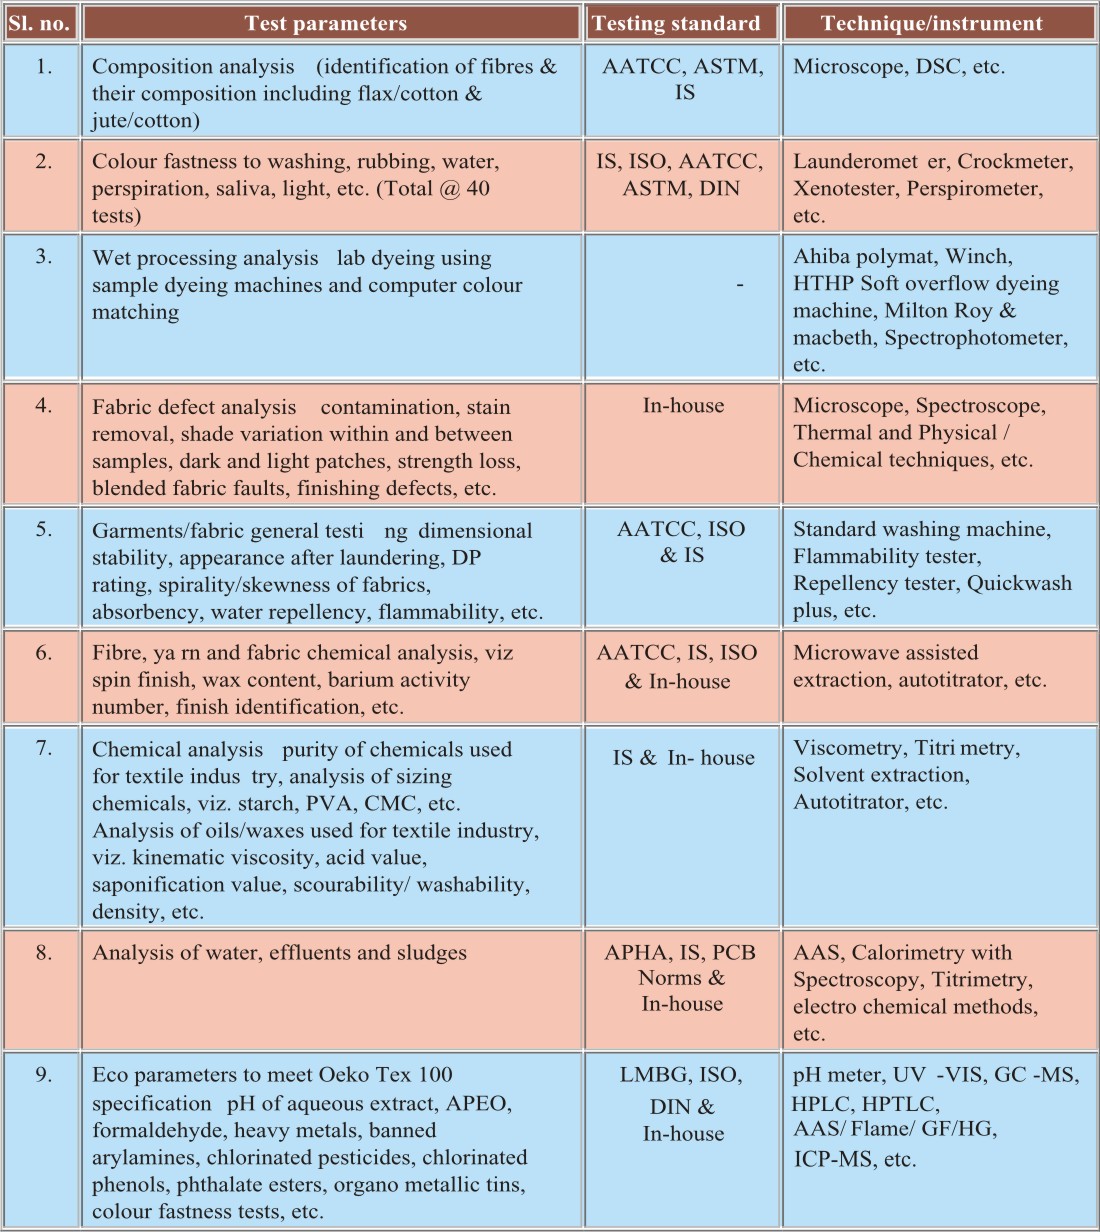 Sl. no. Test parameters Testing standard Technique/instrument
1. Composition analysis (identification of fibres & AATCC, ASTM, Microscope, DSC, etc.
their composition including flax/cotton & IS
jute/cotton)
2. Colour fastness to washing, rubbing, water, IS, ISO, AATCC, Launderomet er, Crockmeter,
perspiration, saliva, light, etc. (Total @ 40 ASTM, DIN Xenotester, Perspirometer,
tests) etc.
3. Wet processing analysis lab dyeing using Ahiba polymat, Winch,
sample dyeing machines and computer colour - HTHP Soft overflow dyeing
matching machine, Milton Roy &
macbeth, Spectrophotometer,
etc.
4. Fabric defect analysis contamination, stain In-house Microscope, Spectroscope,
removal, shade variation within and between Thermal and Physical /
samples, dark and light patches, strength loss, Chemical techniques, etc.
blended fabric faults, finishing defects, etc.
5. Garments/fabric general testi ng dimensional AATCC, ISO Standard washing machine,
stability, appearance after laundering, DP & IS Flammability tester,
rating, spirality/skewness of fabrics, Repellency tester, Quickwash
absorbency, water repellency, flammability, etc. plus, etc.
6. Fibre, ya rn and fabric chemical analysis, viz AATCC, IS, ISO Microwave assisted
spin finish, wax content, barium activity & In-house extraction, autotitrator, etc.
number, finish identification, etc.
7. Chemical analysis purity of chemicals used IS & In- house Viscometry, Titri metry,
for textile indus try, analysis of sizing Solvent extraction,
chemicals, viz. starch, PVA, CMC, etc. Autotitrator, etc.
Analysis of oils/waxes used for textile industry,
viz. kinematic viscosity, acid value,
saponification value, scourability/ washability,
density, etc.
8. Analysis of water, effluents and sludges APHA, IS, PCB AAS, Calorimetry with
Norms & Spectroscopy, Titrimetry,
In-house electro chemical methods,
etc.
9. Eco parameters to meet Oeko Tex 100 LMBG, ISO, pH meter, UV -VIS, GC -MS,
specification pH of aqueous extract, APEO, DIN & HPLC, HPTLC,
formaldehyde, heavy metals, banned In-house AAS/ Flame/ GF/HG,
arylamines, chlorinated pesticides, chlorinated ICP-MS, etc.
phenols, phthalate esters, organo metallic tins,
colour fastness tests, etc.